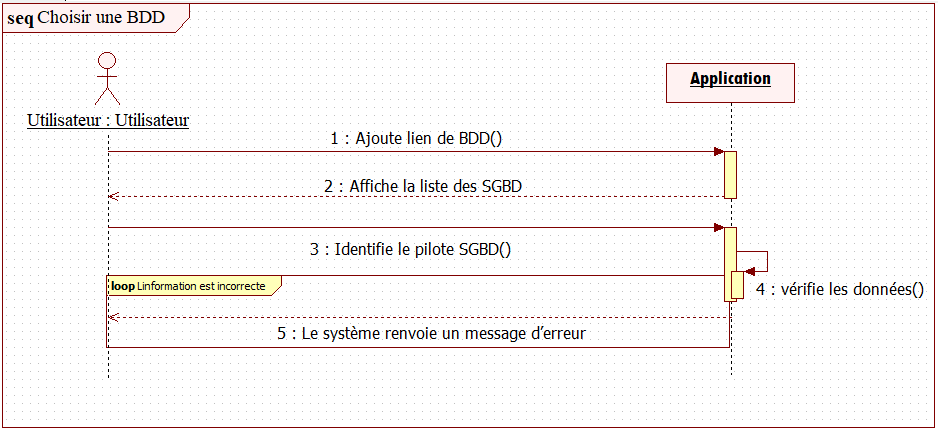 seq Choisir une BDD
Application
Utilisateur : Utilisateur
1 : Ajoute lien de BDD()
2 : Affiche la liste des SGBD
3 : Identifie le pilote SGBD()
loop Linformation est incorrecte
4 : vérifie les données()
5 : Le système renvoie un message d’erreur